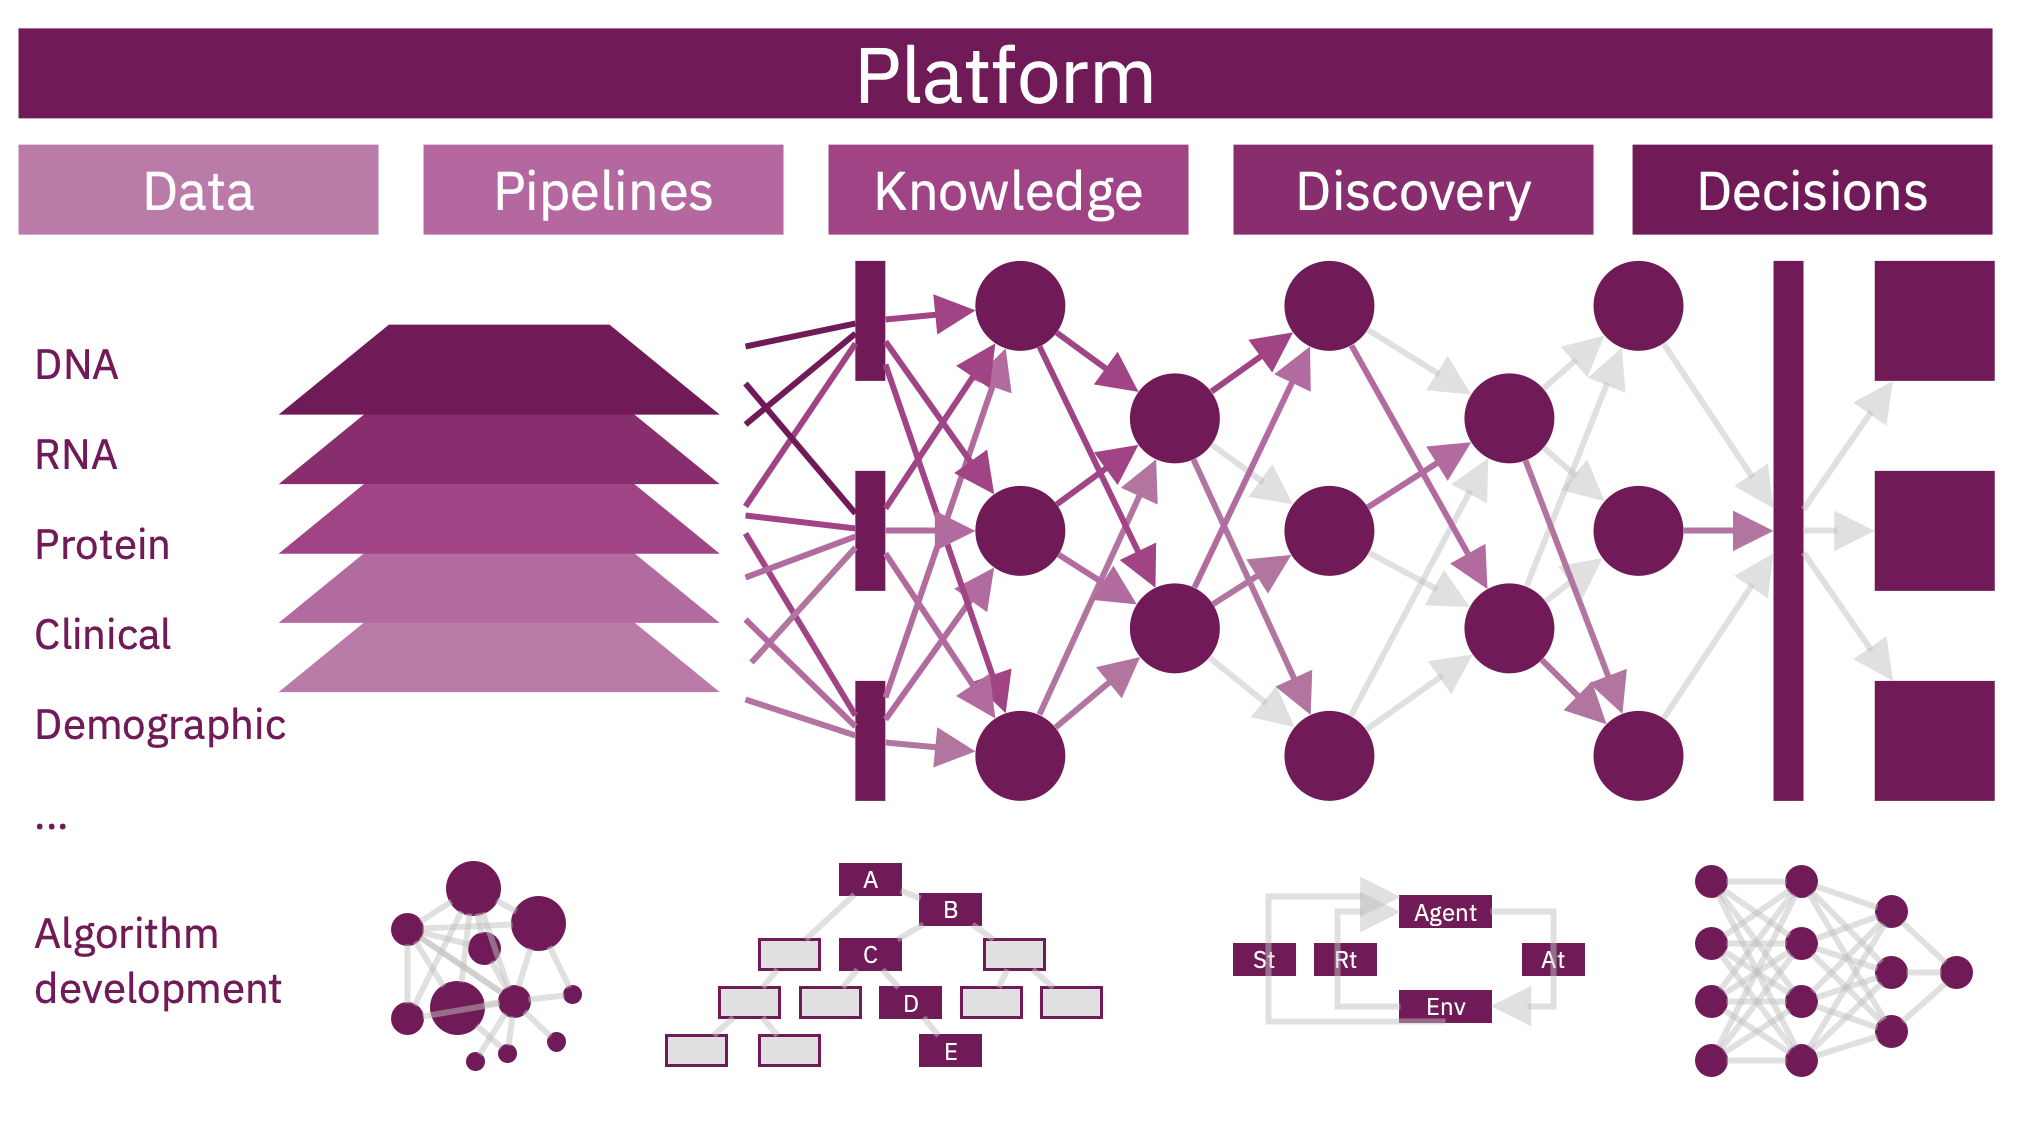 Platform
Data
Pipelines
Knowledge
Discovery
Decisions
DNA
RNA
Protein
Clinical
Demographic
...
Algorithm
development
A
B
C
D
E
Agent
St
Rt
At
Env